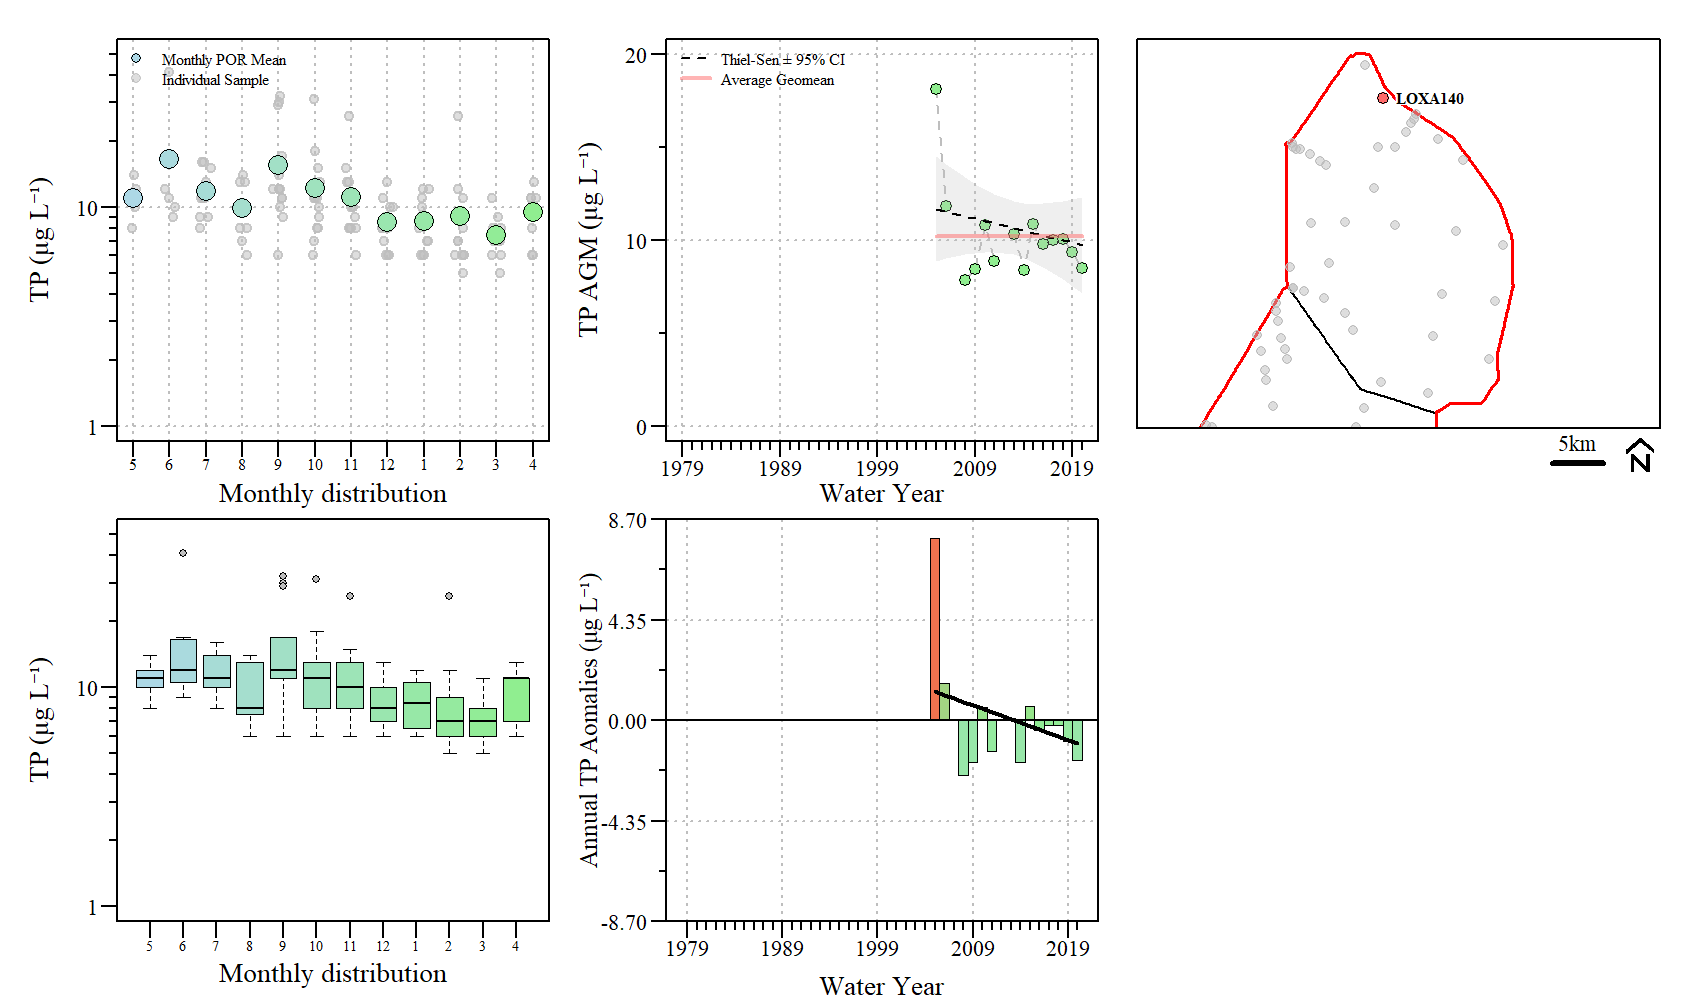 Monthly POR Mean
Individual Sample
10
1
TP (µg L⁻¹)
5 6 7 8 9 10 11 12 1 2 3 4
Monthly distribution
Thiel-Sen ± 95% CI
Average Geomean
20
10
0
TP AGM (µg L⁻¹)
1979 1989 1999 2009 2019
Water Year
LOXA140
5km
N
10
1
TP (µg L⁻¹)
5 6 7 8 9 10 11 12 1 2 3 4
Monthly distribution
8.70
4.35
0.00
-4.35
-8.70
Annual TP Aomalies (µg L⁻¹)
1979 1989 1999 2009 2019
Water Year